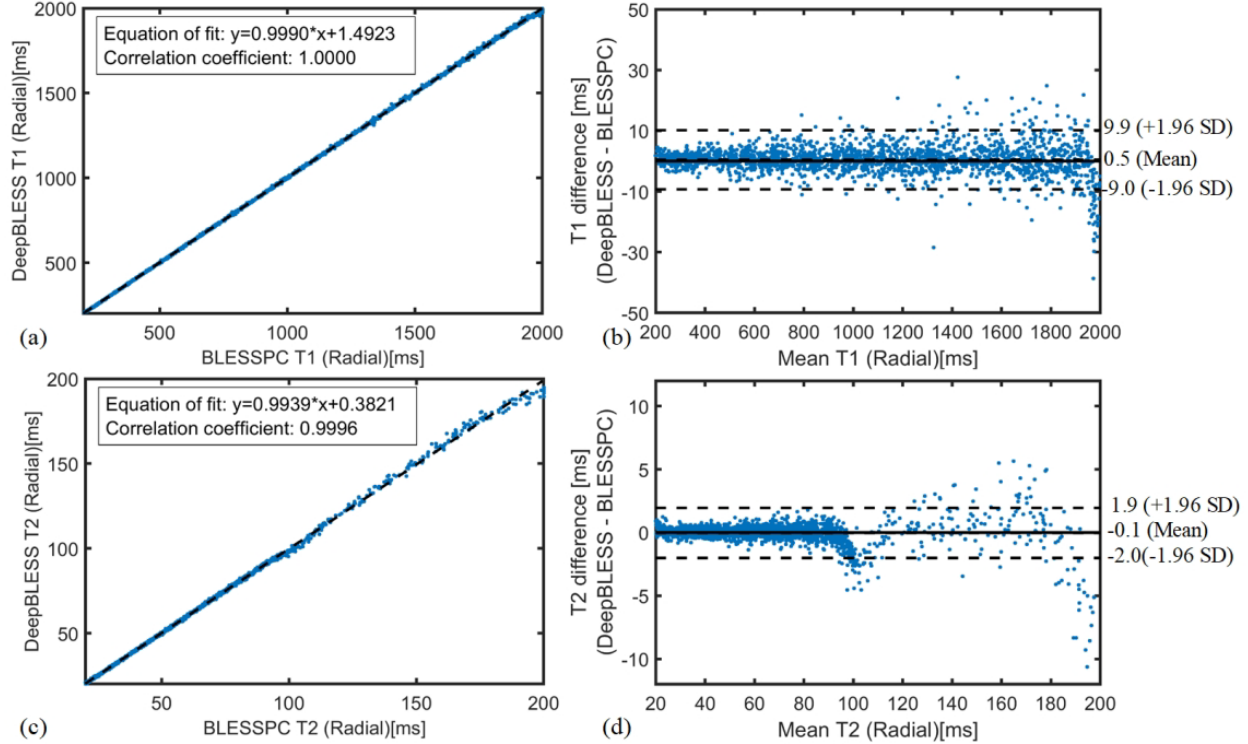 Equation of fit: y=0.9990*x+1.4923
Correlation coefficient: 1.0000
DeepBLESS T1 (Radial)[ms]
2000
1500
1000
500
500 1000 1500 2000
BLESSPC T1 (Radial)[ms]
(a)
T1 difference [ms]
(DeepBLESS - BLESSPC)
50
30
10
-10
-30
-50
9.9 (+1.96 SD)
0.5 (Mean)
-9.0 (-1.96 SD)
200 400 600 800 1000 1200 1400 1600 1800 2000
Mean T1 (Radial)[ms]
(b)
Equation of fit: y=0.9939*x+0.3821
Correlation coefficient: 0.9996
DeepBLESS T2 (Radial)[ms]
200
150
100
50
50 100 150 200
BLESSPC T2 (Radial)[ms]
(c)
T2 difference [ms]
(DeepBLESS - BLESSPC)
10
5
0
-5
-10
1.9 (+1.96 SD)
-0.1 (Mean)
-2.0(-1.96 SD)
20 40 60 80 100 120 140 160 180 200
Mean T2 (Radial)[ms]
(d)